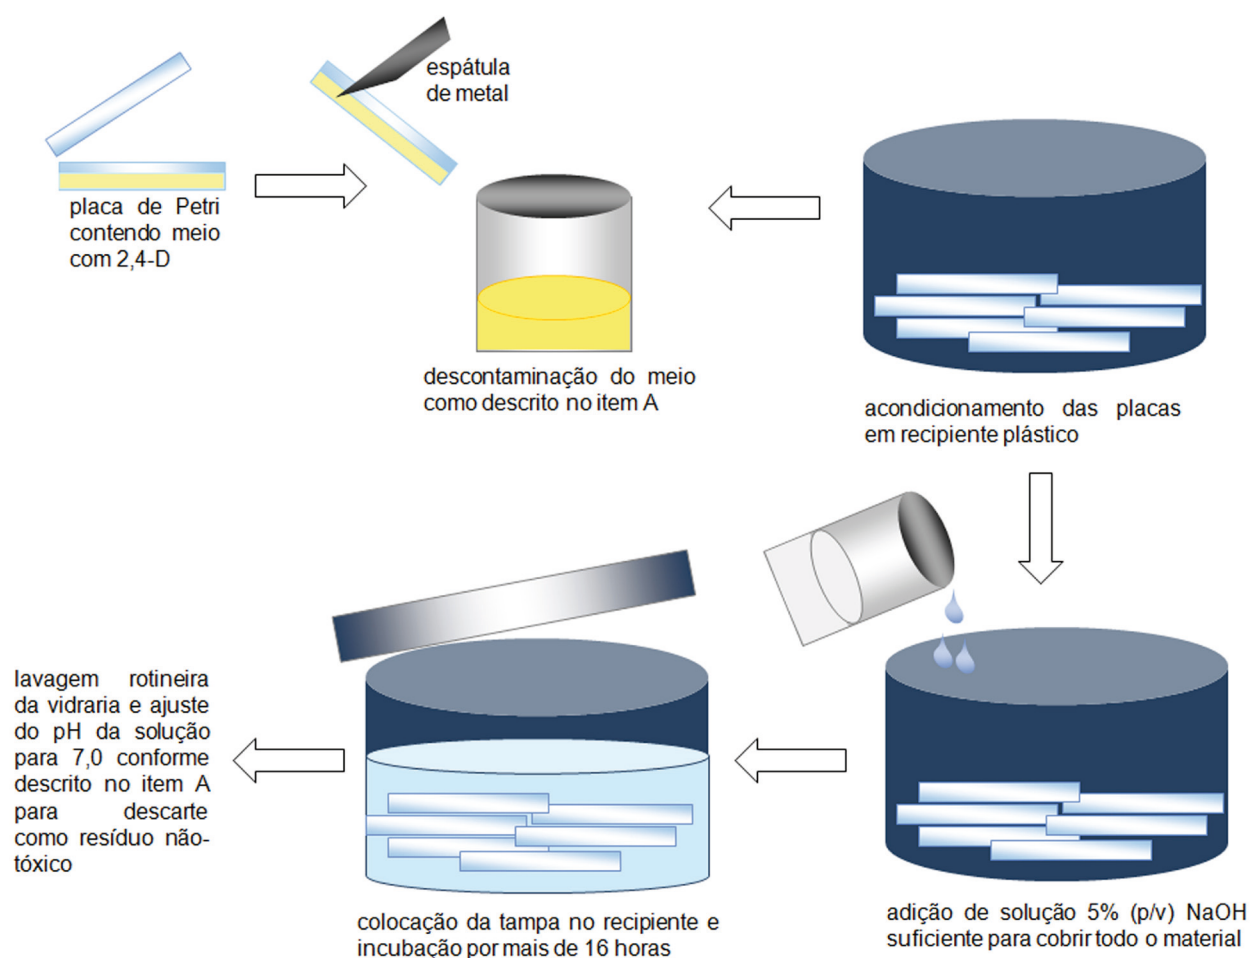 espátula
de metal
placa de Petri
contendo meio
com 2,4-D
descontaminação do meio
como descrito no item A
acondicionamento das placas
em recipiente plástico
lavagem rotineira
da vidraria e ajuste
do pH da solução
para 7,0 conforme
descrito no item A
para descarte
como resíduo não-
tóxico
colocação da tampa no recipiente e
incubação por mais de 16 horas
adição de solução 5% (p/v) NaOH
suficiente para cobrir todo o material